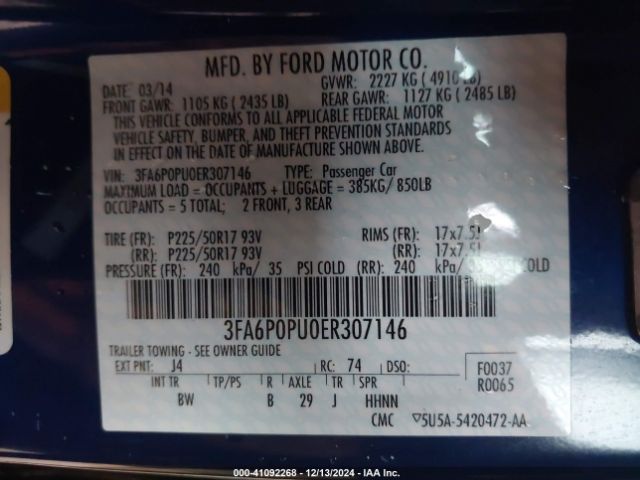 MFD. BY FORD MOTOR CO.
DATE: 03/14 GVWR: 2227 KG ( 4910 LB)
FRONT GAWR: 1105 KG ( 2435 LB) REAR GAWR: 1127 KG ( 2485 LB)
THIS VEHICLE CONFORMS TO ALL APPLICABLE FEDERAL MOTOR
VEHICLE SAFETY, BUMPER, AND THEFT PREVENTION STANDARDS
IN EFFECT ON THE DATE OF MANUFACTURE SHOWN ABOVE.
VIN: 3FA6P0PU0ER307146 TYPE: Passenger Car
MAXIMUM LOAD = OCCUPANTS + LUGGAGE = 385KG/ 850LB
OCCUPANTS = 5 TOTAL; 2 FRONT, 3 REAR
TIRE (FR): P225/50R17 93V RIMS (FR): 17x7.5J
(RR): P225/50R17 93V (RR): 17x7.5J
PRESSURE (FR): 240 kPa/ 35 PSI COLD (RR): 240 kPa/ COLD
3FA6P0PU0ER307146
TRAILER TOWING - SEE OWNER GUIDE
EXT PNT: J4 RC: 74 DSO: F0037
INT TR TP/PS R AXLE TR SPR R0065
BW B 29 J HHNN
CMC ▽5U5A-5420472-AA
000-41092268 - 12/13/2024 - IAA Inc.